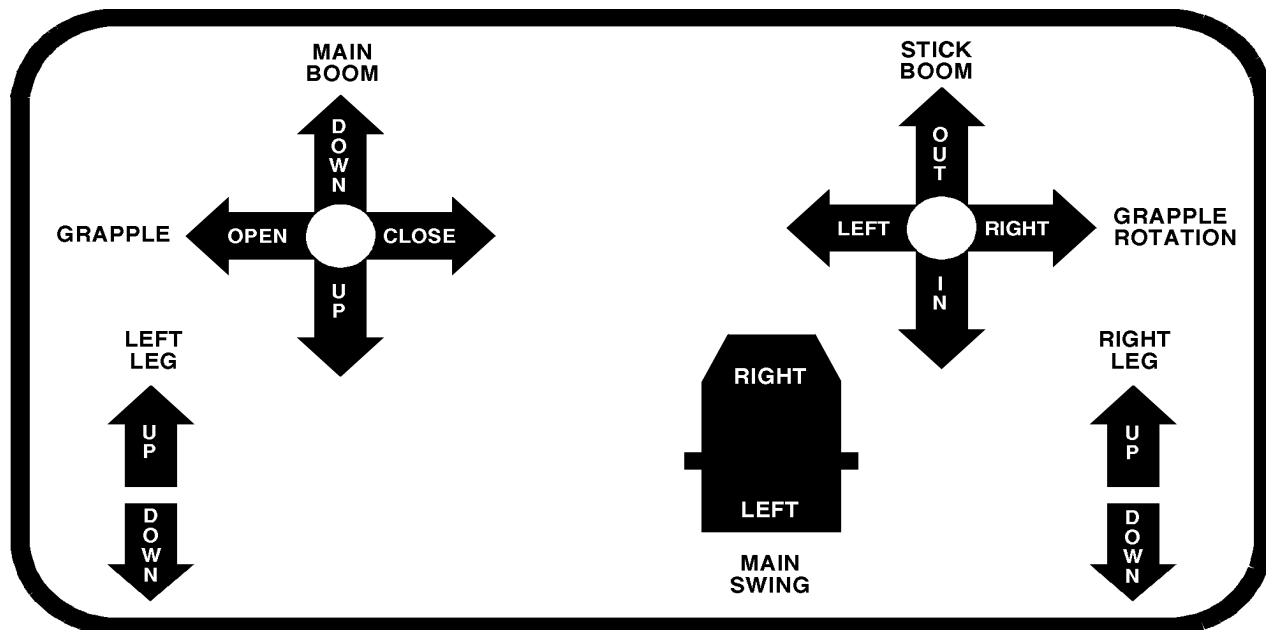 MAIN
BOOM
DOWN
GRAPPLE
OPEN
CLOSE
UP
LEFT
LEG
UP
DOWN
STICK
BOOM
OUT
LEFT
RIGHT
GRAPPLE
ROTATION
IN
RIGHT
LEFT
MAIN
SWING
RIGHT
LEG
UP
DOWN